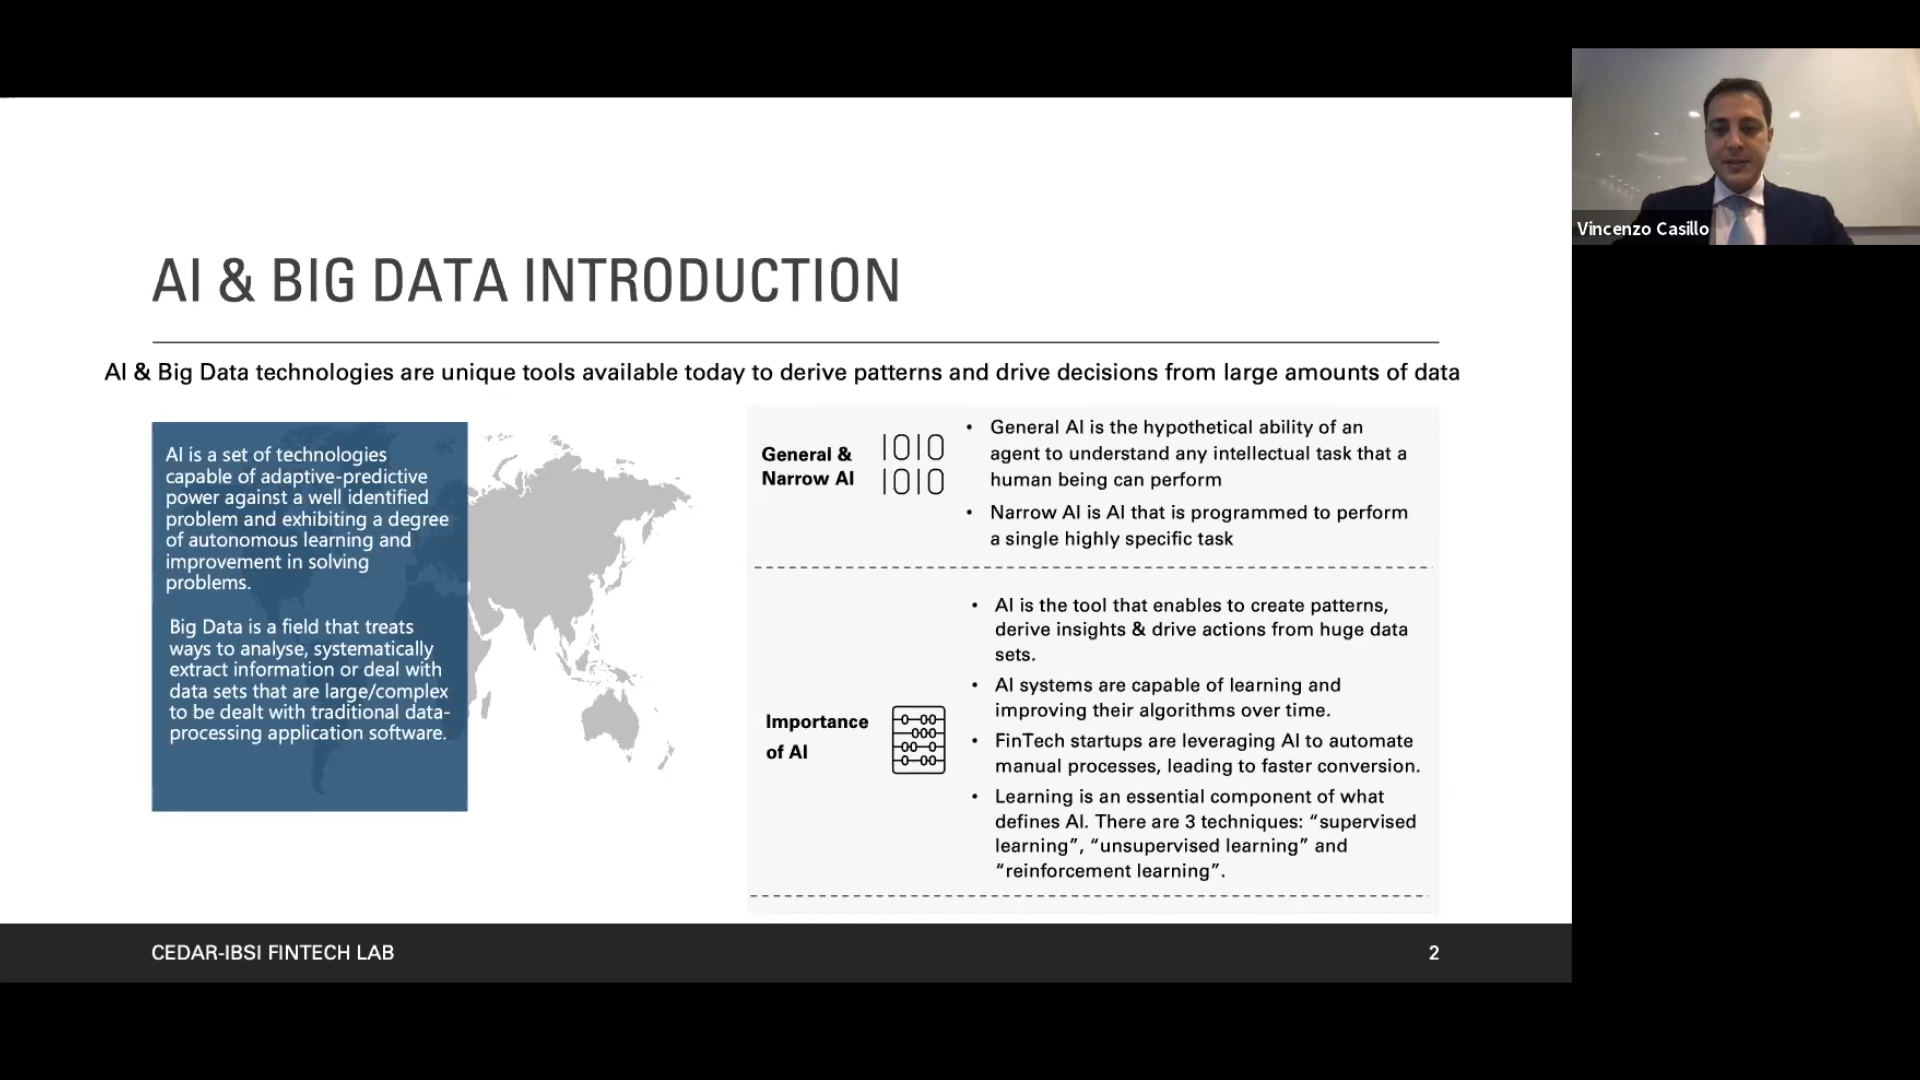 Vincenzo Casillo
AI & BIG DATA INTRODUCTION
AI & Big Data technologies are unique tools available today to derive patterns and drive decisions from large amounts of data
AI is a set of technologies
capable of adaptive-predictive
power against a well identified
problem and exhibiting a degree
of autonomous learning and
improvement in solving
problems.
Big Data is a field that treats
ways to analyse, systematically
extract information or deal with
data sets that are large/complex
to be dealt with traditional data-
processing application software.
General &
Narrow AI
1010
1010
• General AI is the hypothetical ability of an
agent to understand any intellectual task that a
human being can perform
• Narrow AI is AI that is programmed to perform
a single highly specific task
Importance
of AI
• AI is the tool that enables to create patterns,
derive insights & drive actions from huge data
sets.
• AI systems are capable of learning and
improving their algorithms over time.
• FinTech startups are leveraging AI to automate
manual processes, leading to faster conversion.
• Learning is an essential component of what
defines AI. There are 3 techniques: “supervised
learning”, “unsupervised learning” and
“reinforcement learning”.
CEDAR-IBSI FINTECH LAB
2